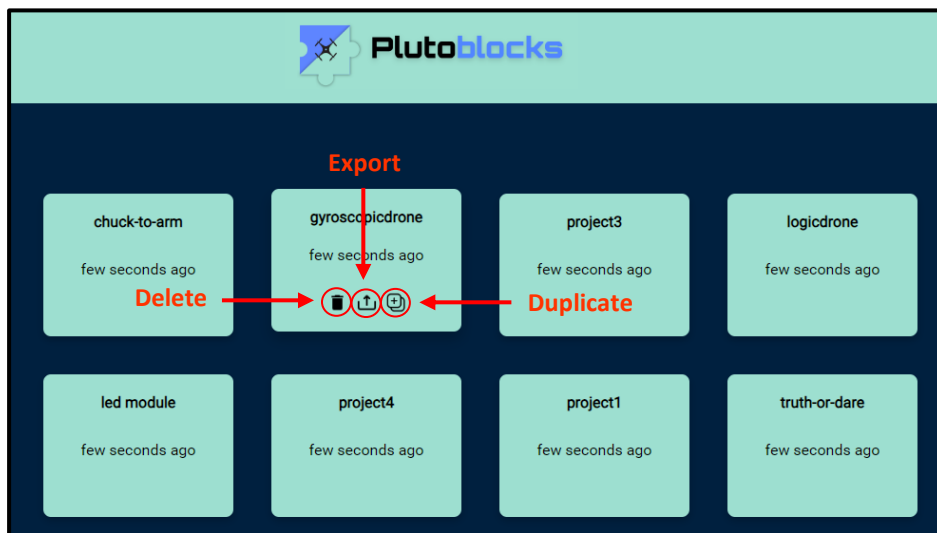 Plutoblocks
Export
chuck-to-arm
few seconds ago
gyroscopicdrone
few seconds ago
Delete
Duplicate
project3
few seconds ago
logicdrone
few seconds ago
led module
few seconds ago
project4
few seconds ago
project1
few seconds ago
truth-or-dare
few seconds ago